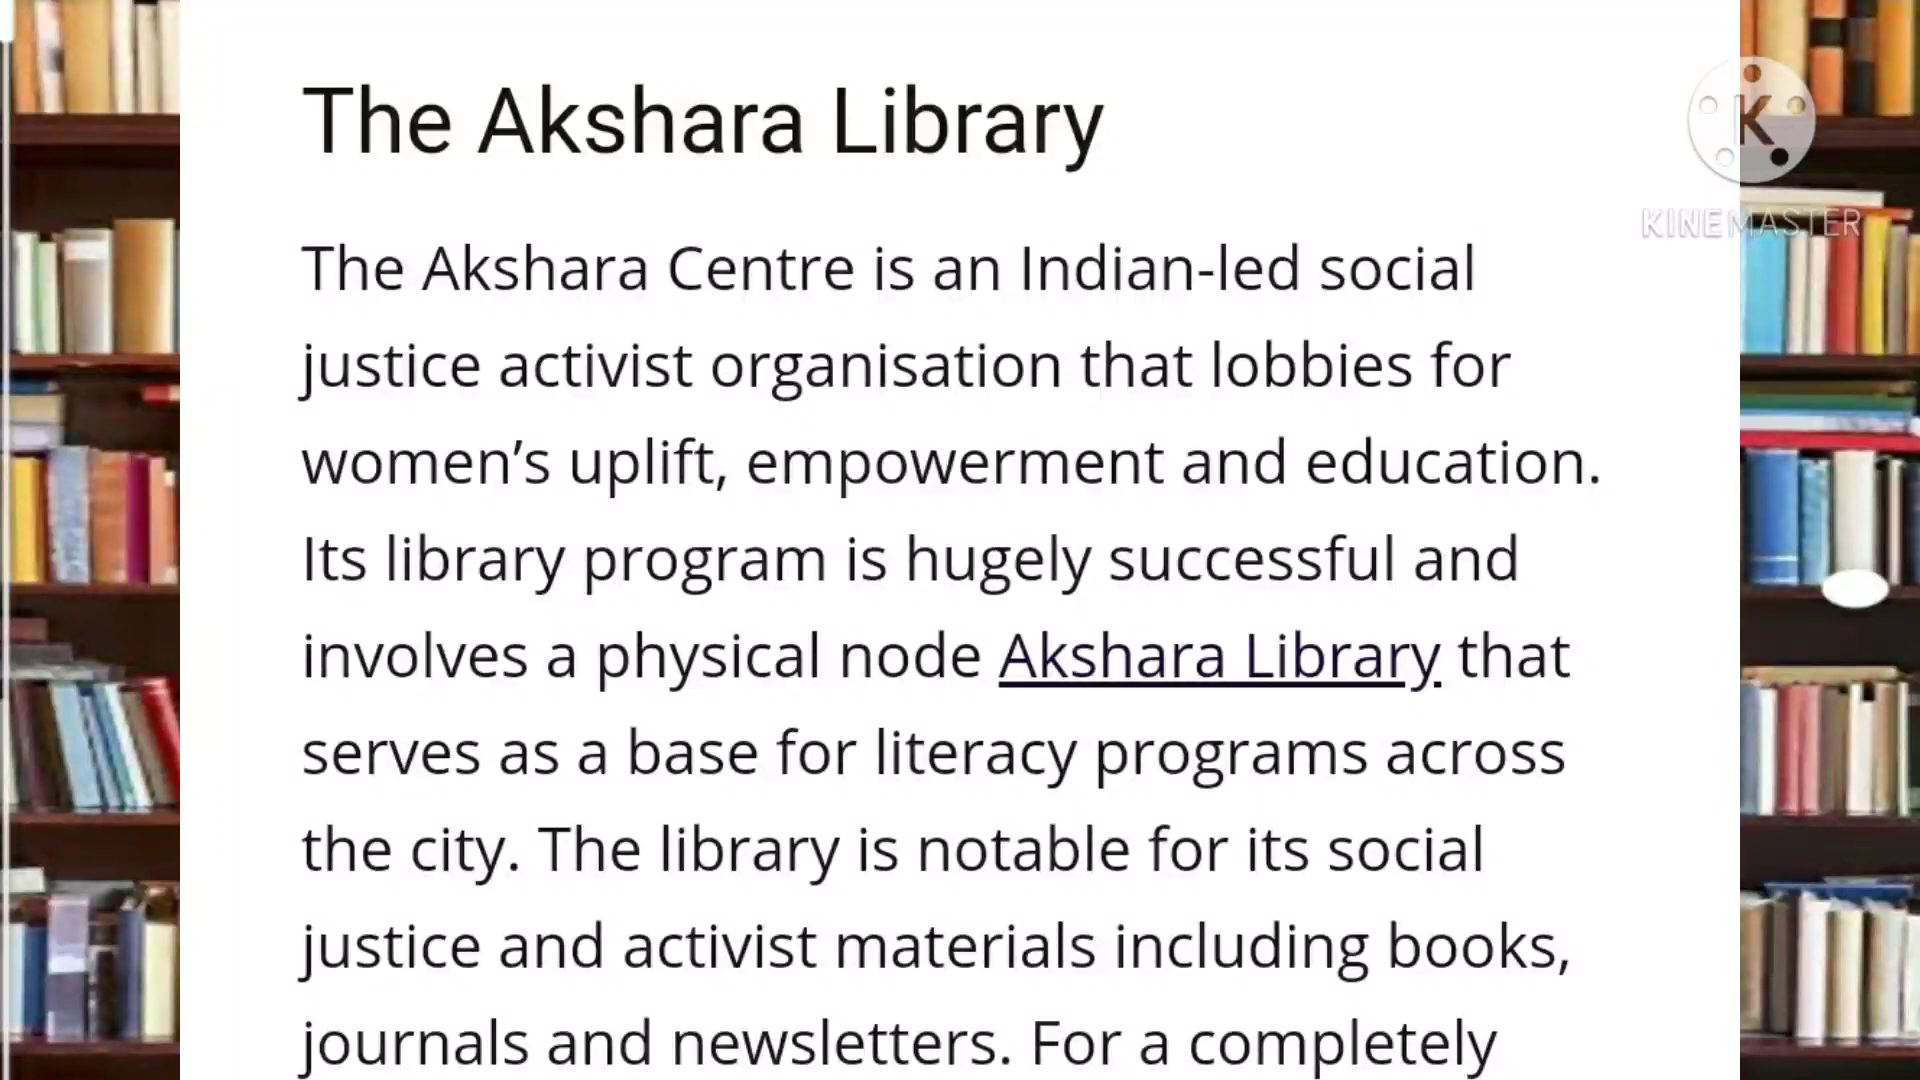 The Akshara Library
The Akshara Centre is an Indian-led social
justice activist organisation that lobbies for
women’s uplift, empowerment and education.
Its library program is hugely successful and
involves a physical node Akshara Library that
serves as a base for literacy programs across
the city. The library is notable for its social
justice and activist materials including books,
journals and newsletters. For a completely
K
KINEMASTER